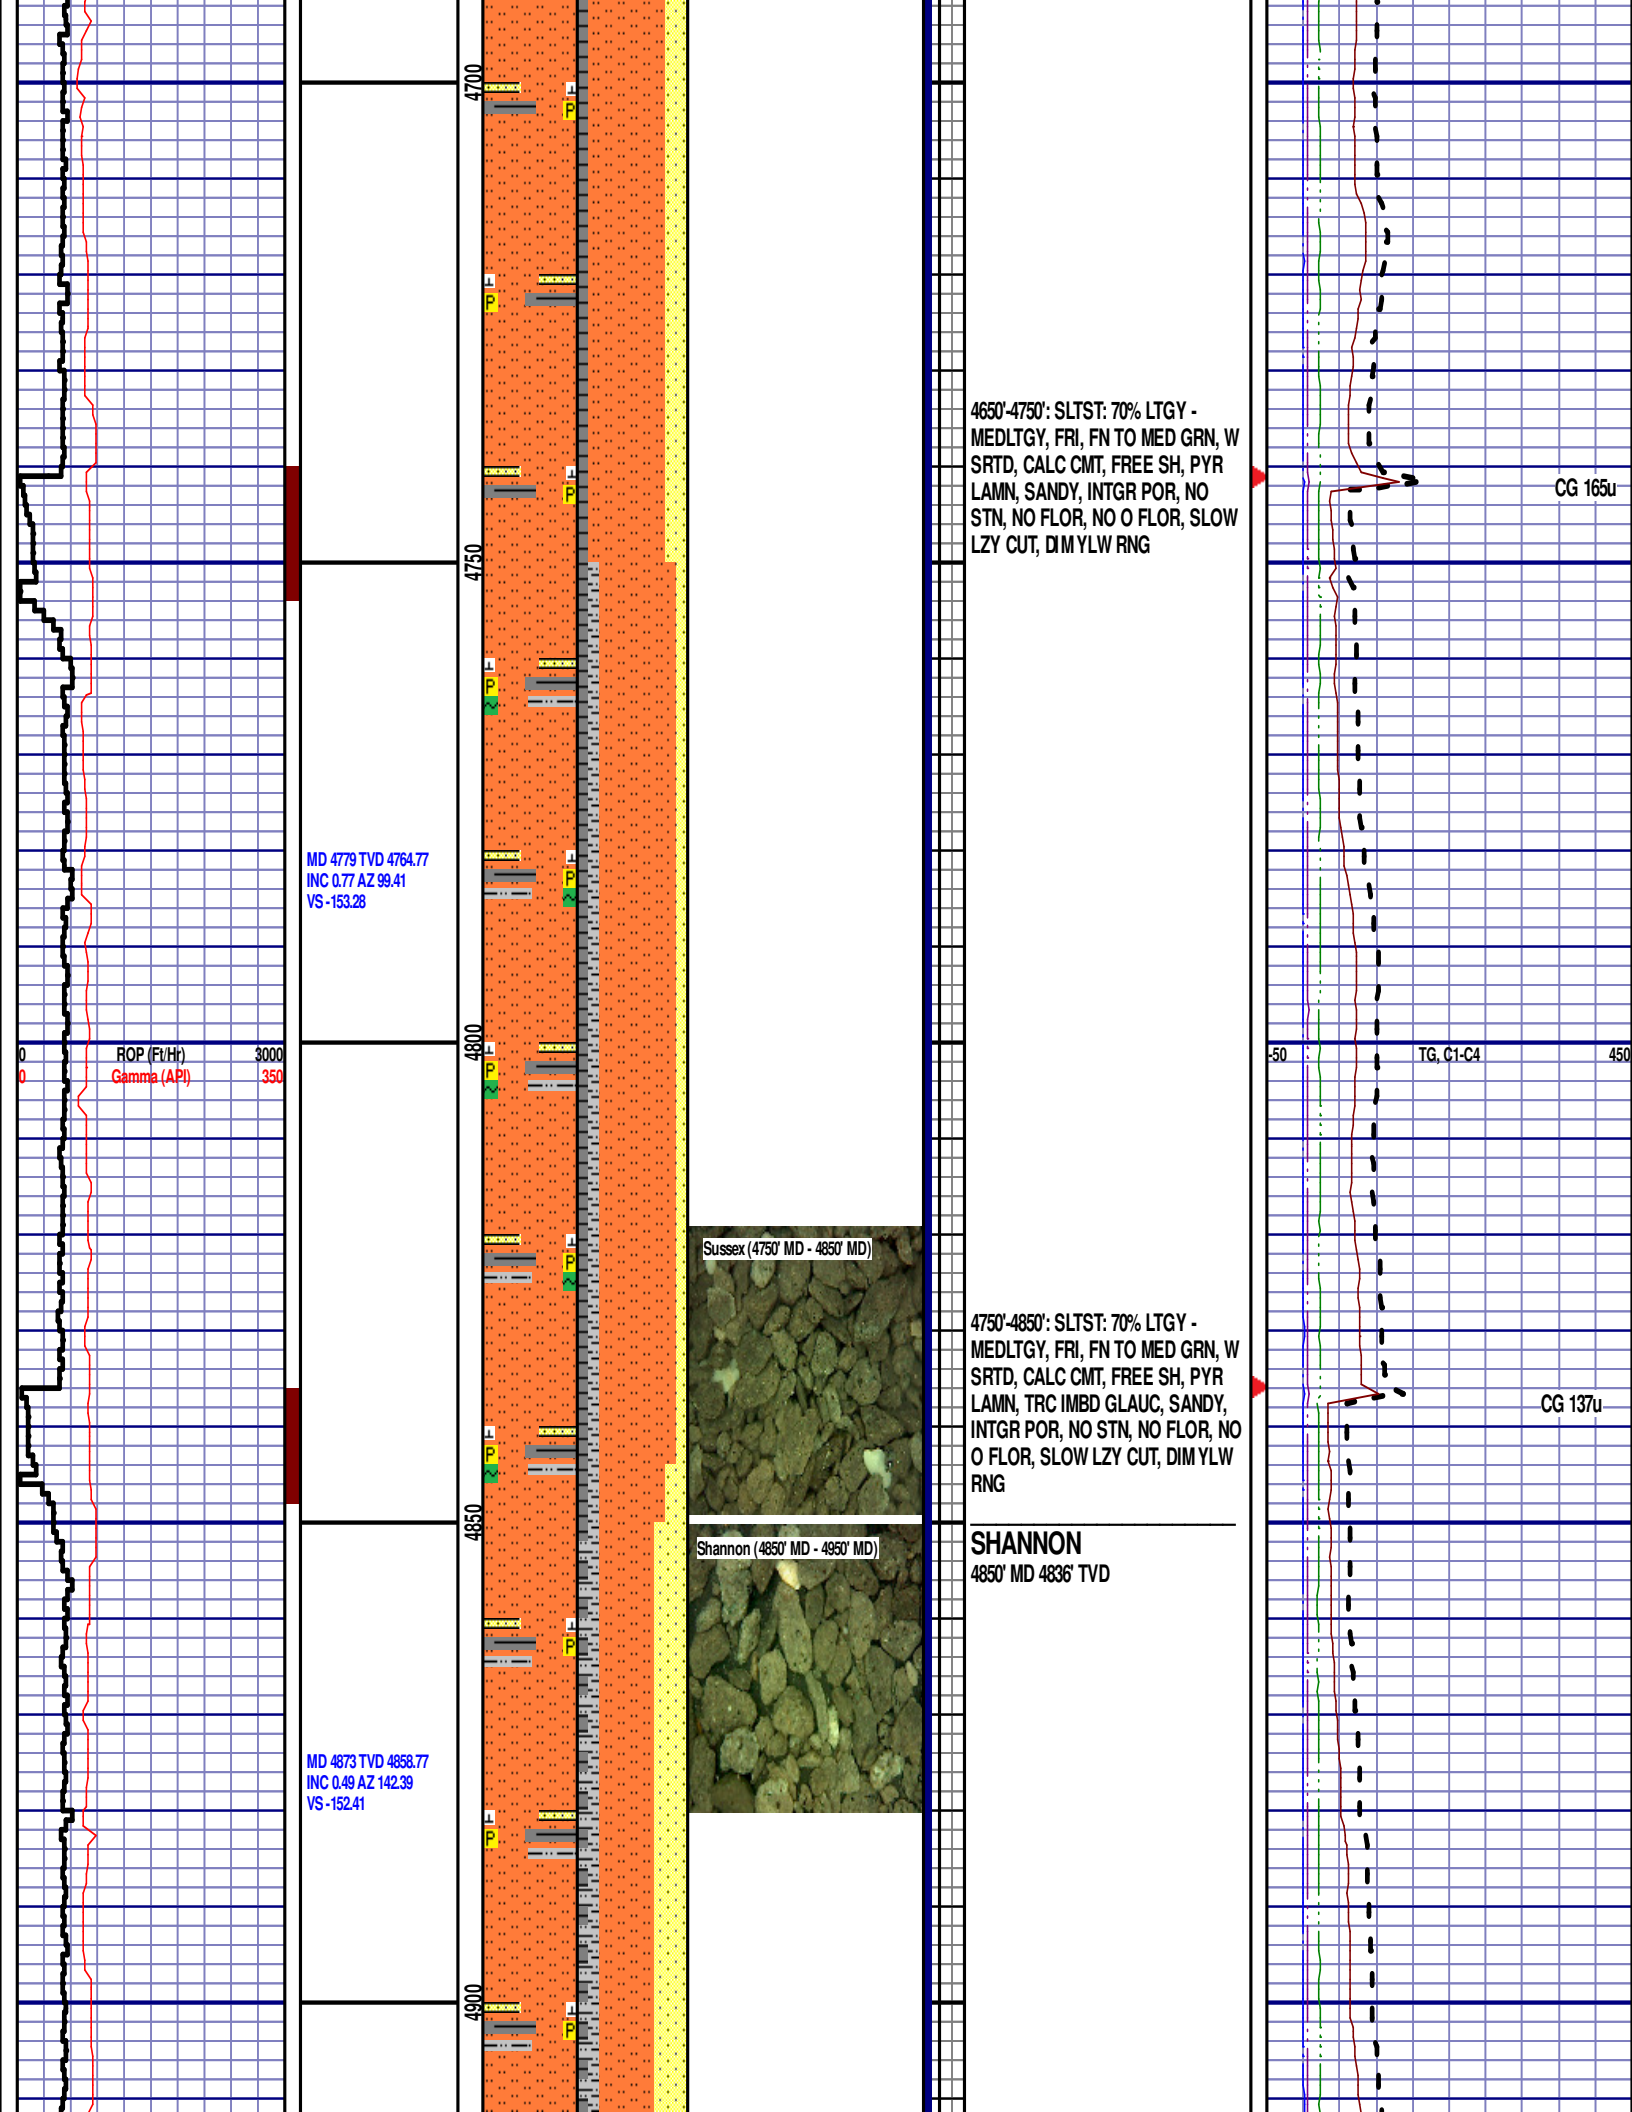 4700
P
P
4650'-4750': SLTST: 70% LTGY -
MEDLTGY, FRI, FN TO MED GRN, W
SRTD, CALC CMT, FREE SH, PYR
LAMN, SANDY, INTGR POR, NO
STN, NO FLOR, NO O FLOR, SLOW
LZY CUT, DIM YLW RNG
P
CG 165u
4750
P
MD 4779 TVD 4764.77
INC 0.77 AZ 99.41
VS -153.28
P
4800
0 ROP (Ft/Hr) 3000
0 Gamma (API) 350
-50 TG, C1-C4 450
P
Sussex (4750' MD - 4850' MD)
P
4750'-4850': SLTST: 70% LTGY -
MEDLTGY, FRI, FN TO MED GRN, W
SRTD, CALC CMT, FREE SH, PYR
LAMN, TRC IMBD GLAUC, SANDY,
INTGR POR, NO STN, NO FLOR, NO
O FLOR, SLOW LZY CUT, DIM YLW
RNG
CG 137u
P
4850
SHANNON
4850' MD 4836' TVD
Shannon (4850' MD - 4950' MD)
P
MD 4873 TVD 4858.77
INC 0.49 AZ 142.39
VS -152.41
P
4900
P